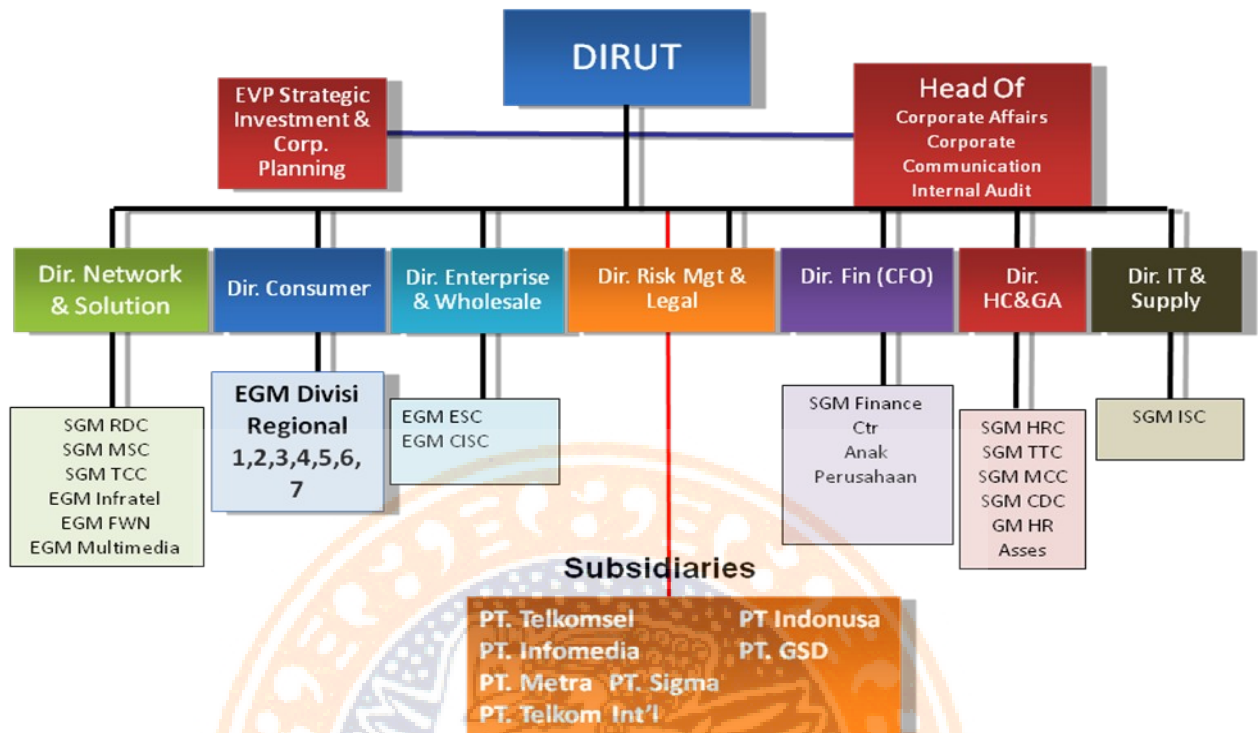 DIRUT
EVP Strategic
Investment &
Corp.
Planning
Head Of
Corporate Affairs
Corporate
Communication
Internal Audit
Dir. Network
& Solution
Dir. Consumer
Dir. Enterprise
& Wholesale
Dir. Risk Mgt &
Legal
Dir. Fin (CFO)
Dir.
HC&GA
Dir. IT &
Supply
SGM RDC
SGM MSC
SGM TCC
EGM Infratel
EGM FWN
EGM Multimedia
EGM Divisi
Regional
1,2,3,4,5,6,
7
EGM ESC
EGM CISC
SGM Finance
Ctr
Anak
Perusahaan
SGM HRC
SGM TTC
SGM MCC
SGM CDC
GM HR
Asses
SGM ISC
Subsidiaries
PT. Telkomsel PT Indonusa
PT. Infomedia PT. GSD
PT. Metra PT. Sigma
PT. Telkom Int'l